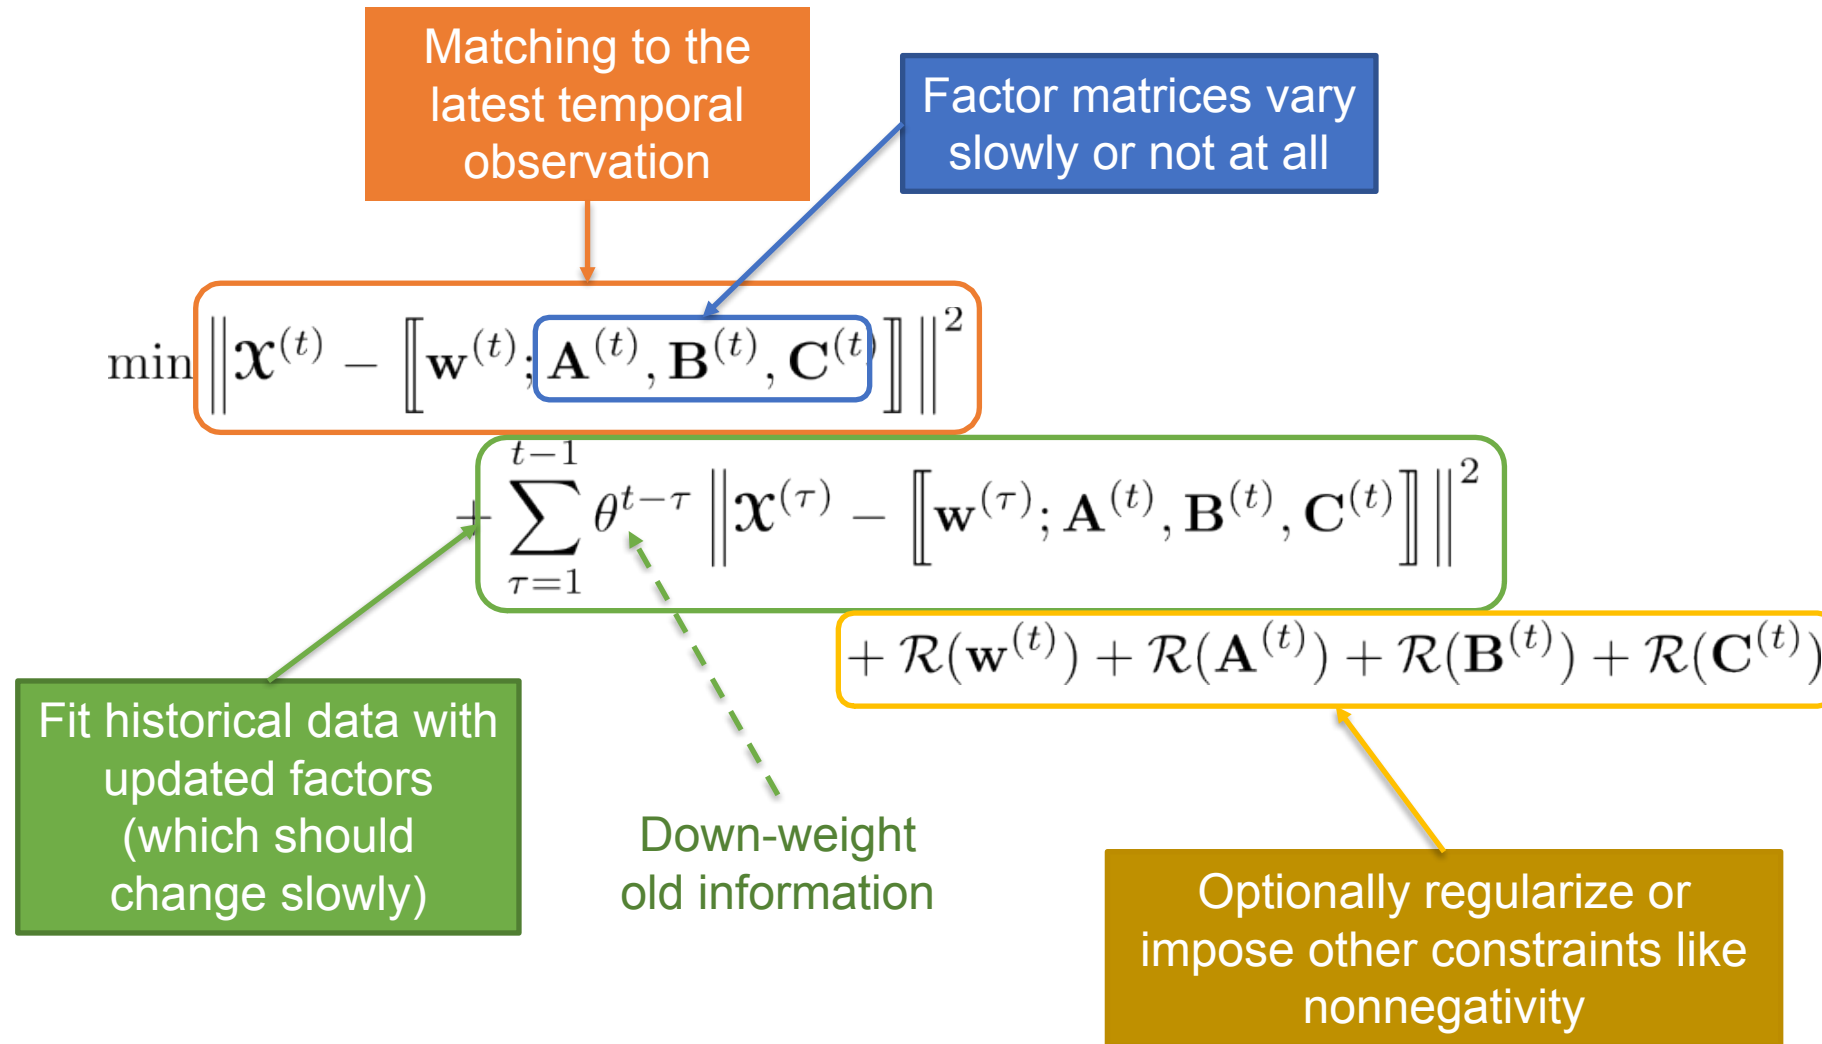 Matching to the
latest temporal
observation
Factor matrices vary
slowly or not at all
min ‖𝓧^(t) − ⟦w^(t); A^(t), B^(t), C^(t)⟧‖^2
+ ∑_{τ=1}^{t−1} θ^{t−τ} ‖𝓧^(τ) − ⟦w^(τ); A^(t), B^(t), C^(t)⟧‖^2
+ ℛ(w^(t)) + ℛ(A^(t)) + ℛ(B^(t)) + ℛ(C^(t))
Fit historical data with
updated factors
(which should
change slowly)
Down-weight
old information
Optionally regularize or
impose other constraints like
nonnegativity